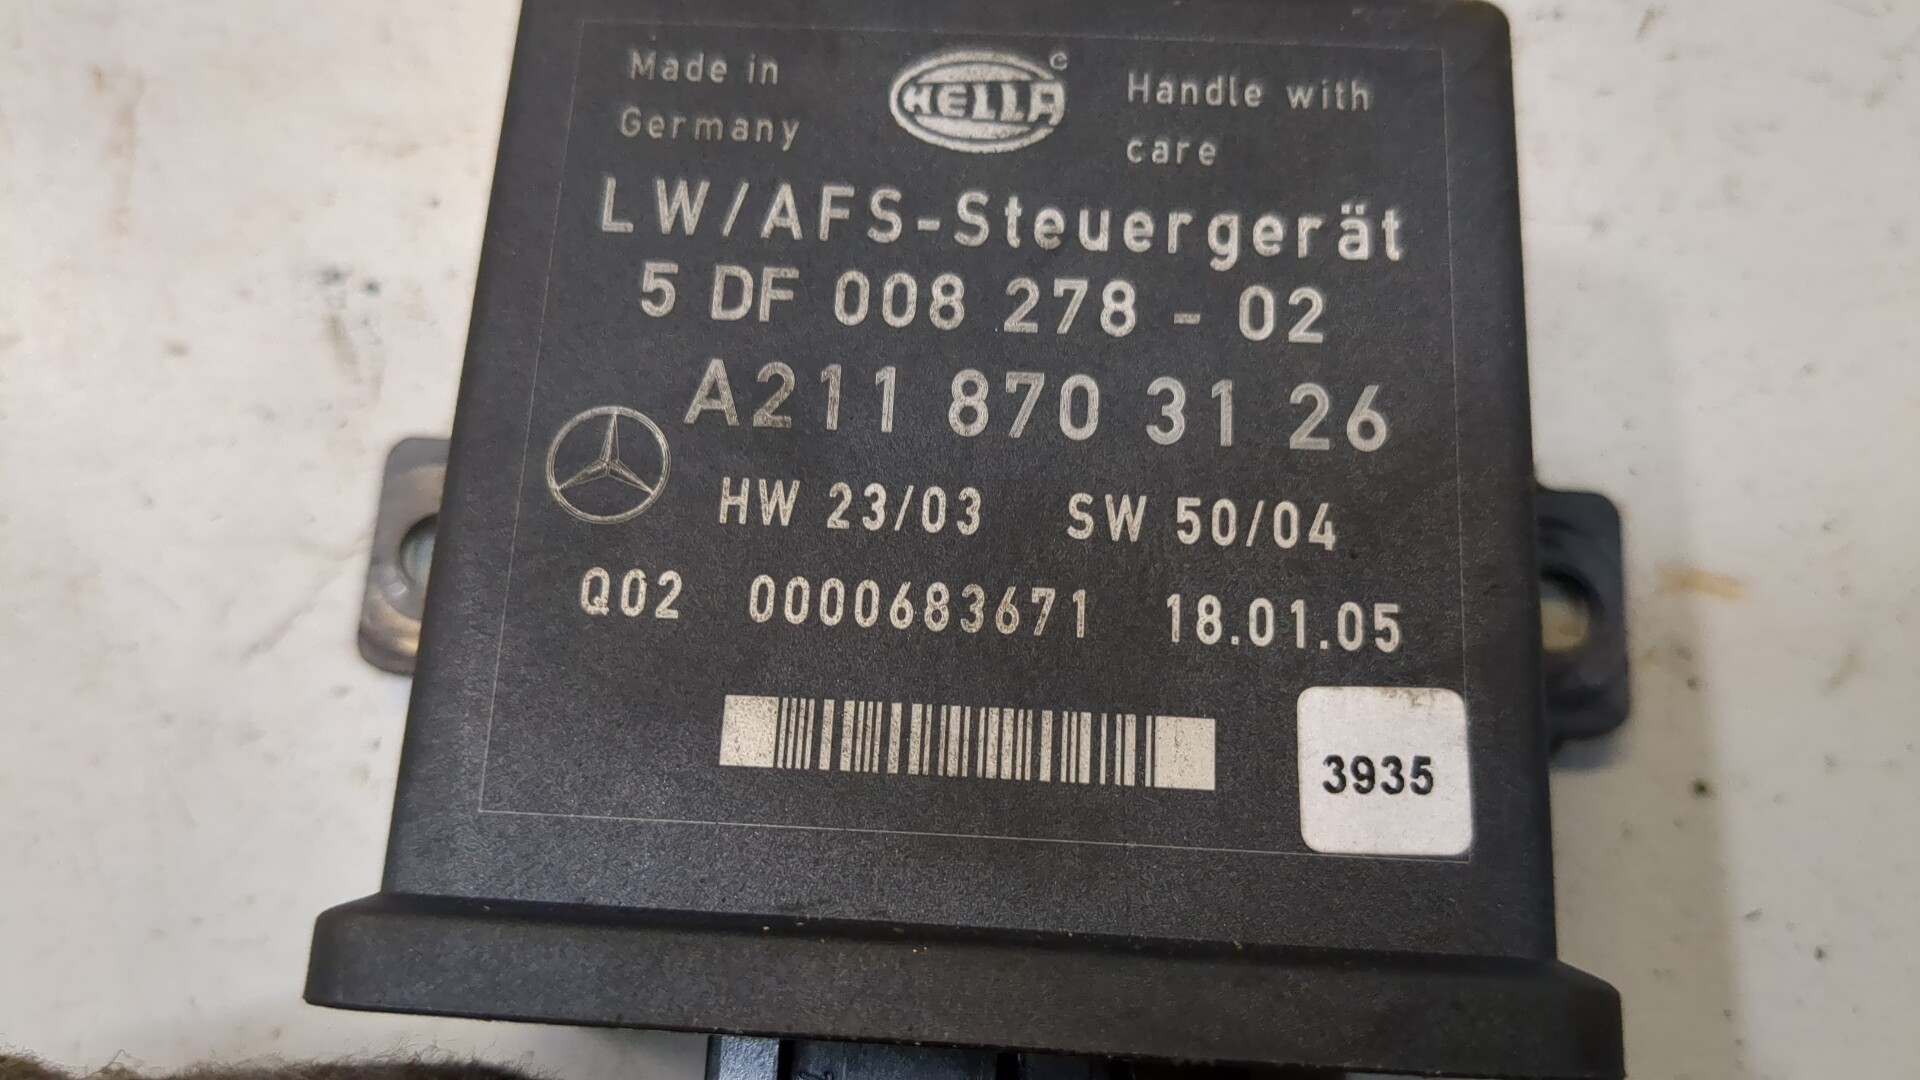 Made in
Germany
HELLA
Handle with
care
LW/AFS-Steuergerät
5 DF 008 278 - 02
A211 870 31 26
HW 23/03 SW 50/04
Q02 0000683671 18.01.05
3935